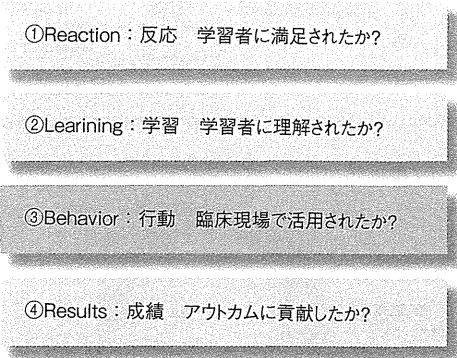 ①Reaction：反応　学習者に満足されたか?
②Learining：学習　学習者に理解されたか?
③Behavior：行動　臨床現場で活用されたか?
④Results：成績　アウトカムに貢献したか?